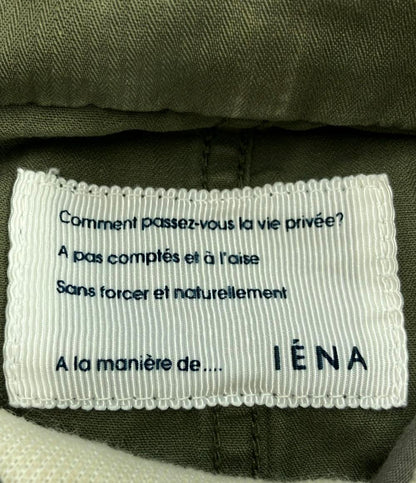 Comment passez-vous la vie privée?
A pas comptés et à l'aise
Sans forcer et naturellement
A la manière de.... IÉNA